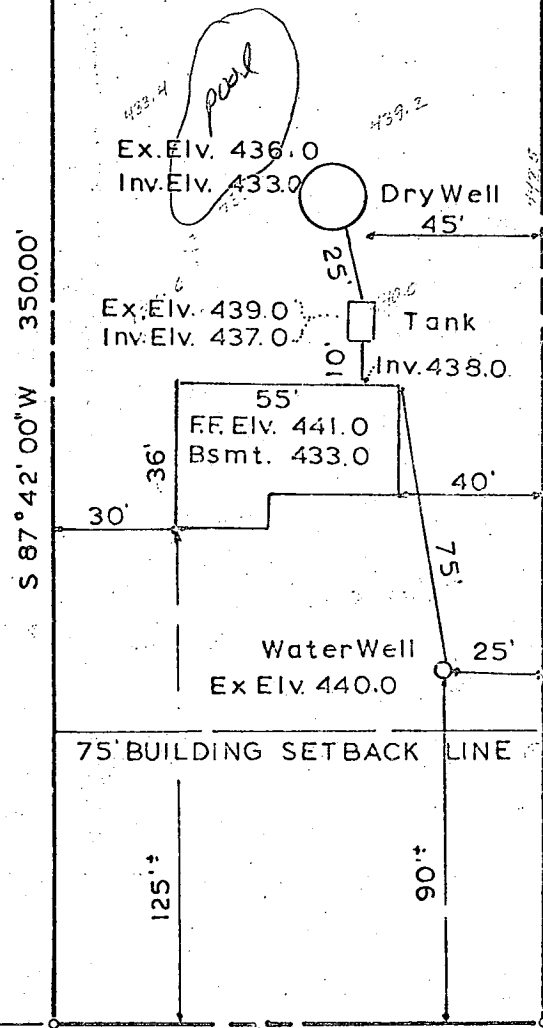 pool
433.4
439.2
Ex. Elv. 436.0
Inv. Elv. 433.0
Dry Well
45'
25'
S 87° 42' 00" W 350.00'
Ex. Elv. 439.0
Inv. Elv. 437.0
Tank
10'
Inv. 438.0
55'
F.F. Elv. 441.0
Bsmt. 433.0
36'
40'
30'
75'
Water Well
25'
Ex Elv. 440.0
75' BUILDING SETBACK LINE
125'±
90'±